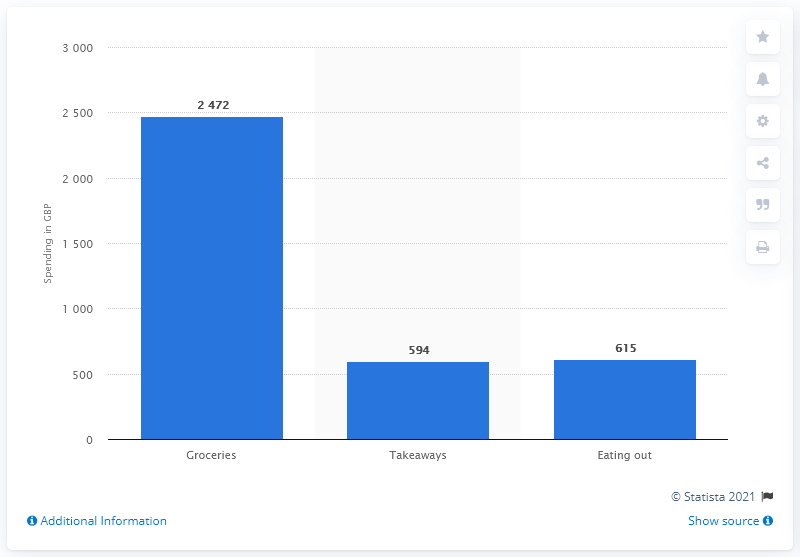 3 000
2 500
2 000
1 500
1 000
500
0
Spending in GBP
2 472
594
615
Groceries
Takeaways
Eating out
© Statista 2021
Additional Information
Show source